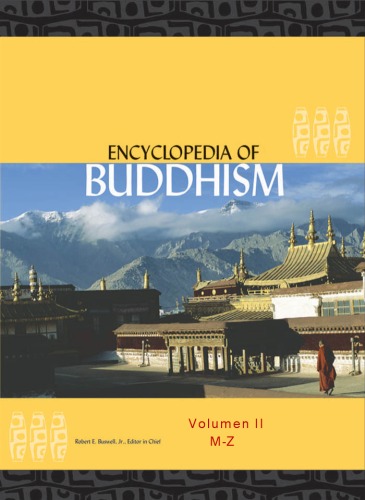 ENCYCLOPEDIA OF
BUDDHISM
Volumen II
M-Z
Robert E. Buswell, Jr., Editor in Chief